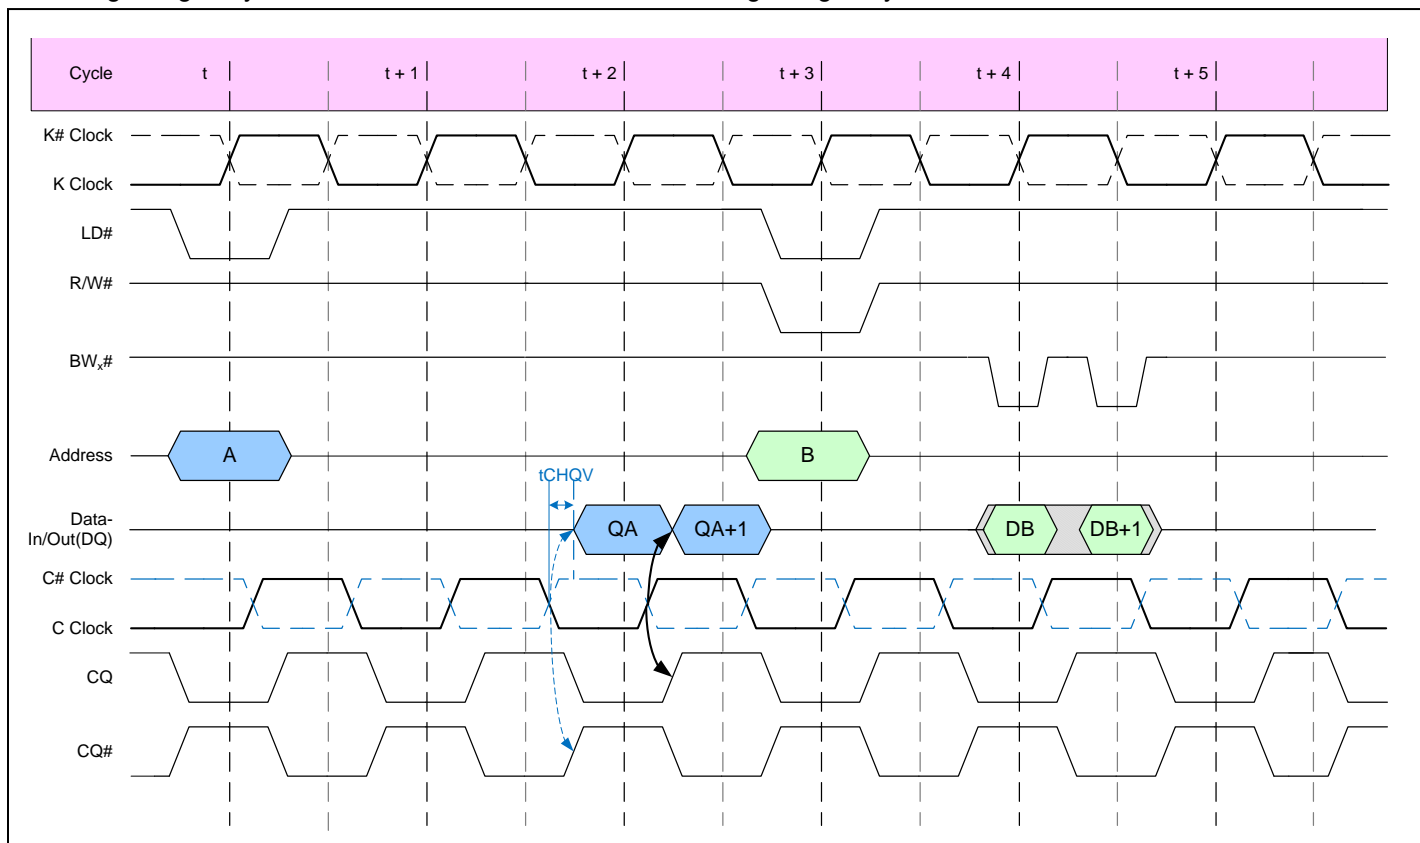 Cycle t t + 1 t + 2 t + 3 t + 4 t + 5
K# Clock
K Clock
LD#
R/W#
BWx#
Address A B
tCHQV
Data-
In/Out(DQ) QA QA+1 DB DB+1
C# Clock
C Clock
CQ
CQ#